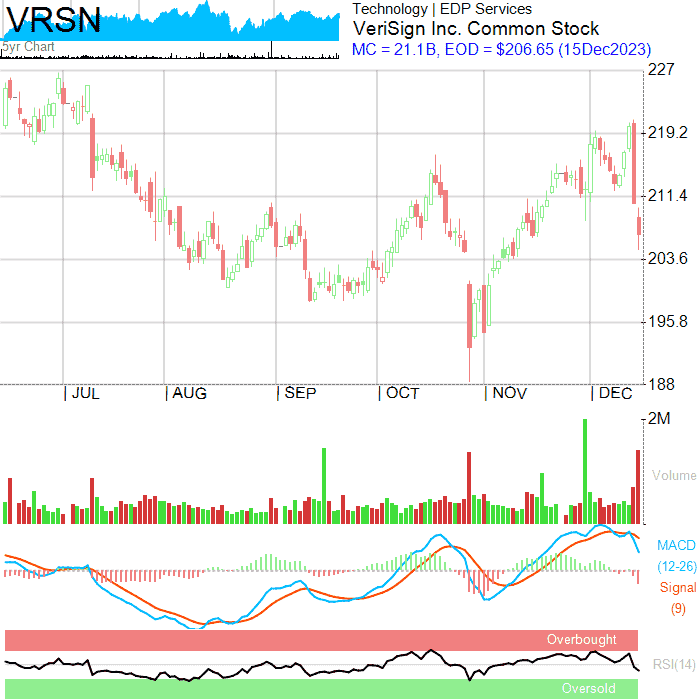 VRSN
5yr Chart
Technology | EDP Services
VeriSign Inc. Common Stock
MC = 21.1B, EOD = $206.65 (15Dec2023)
227
219.2
211.4
203.6
195.8
188
| JUL | AUG | SEP | OCT | NOV | DEC
2M
Volume
MACD
(12-26)
Signal
(9)
Overbought
RSI(14)
Oversold